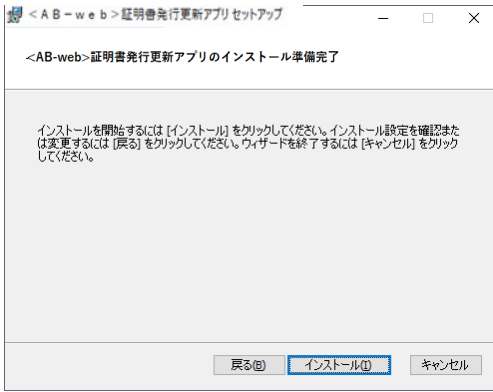 ＜ＡＢ－ｗｅｂ＞証明書発行更新アプリ セットアップ
<AB-web>証明書発行更新アプリのインストール準備完了
インストールを開始するには [インストール] をクリックしてください。インストール設定を確認また
は変更するには [戻る] をクリックしてください。ウィザードを終了するには [キャンセル] をクリック
してください。
戻る(B) インストール(I) キャンセル